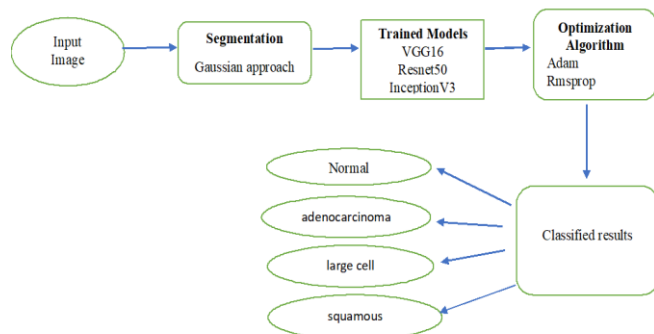 Input
Image
Segmentation
Gaussian approach
Trained Models
VGG16
Resnet50
InceptionV3
Optimization
Algorithm
Adam
Rmsprop
Normal
adenocarcinoma
large cell
squamous
Classified results